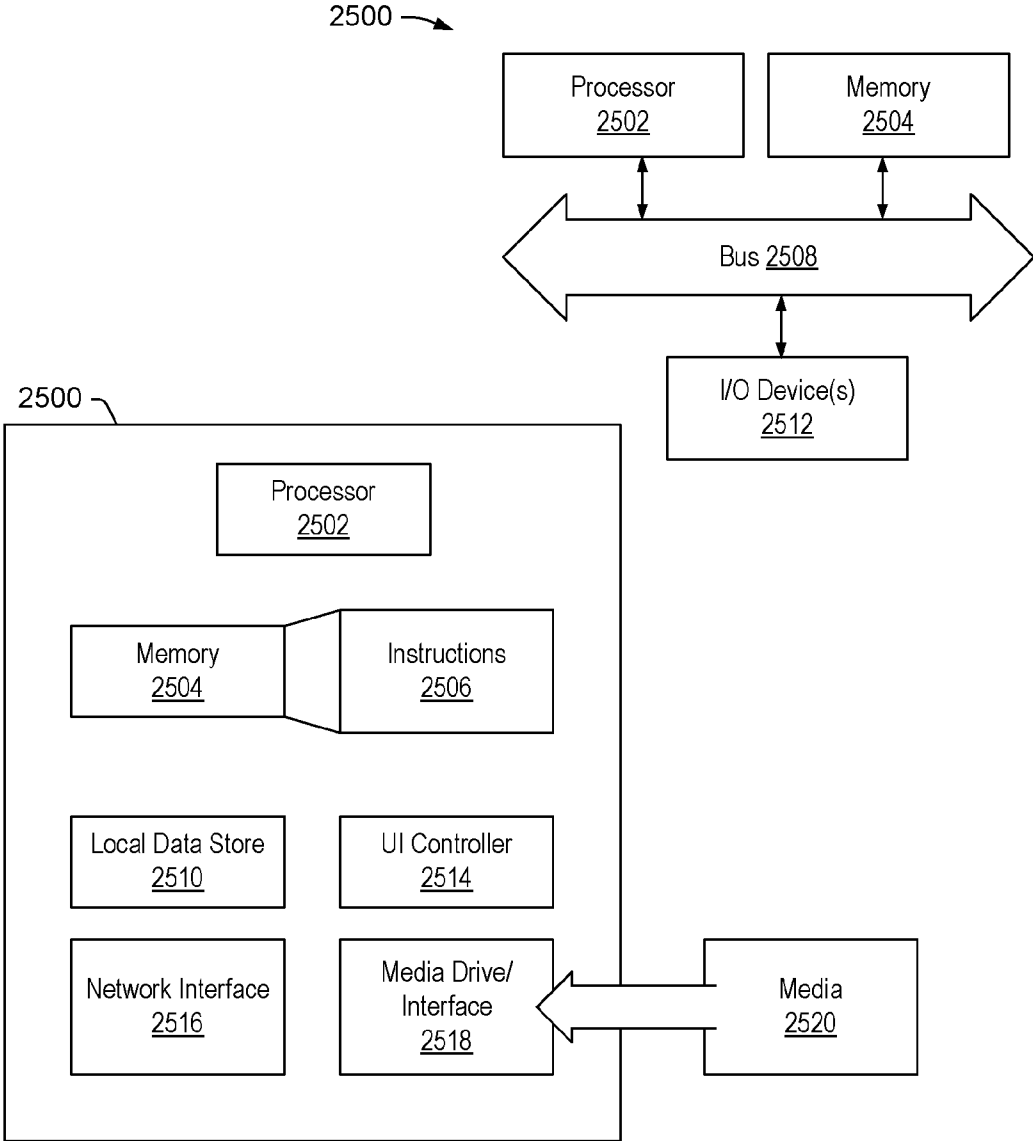 2500
Processor
2502
Memory
2504
Bus 2508
I/O Device(s)
2512
2500
Processor
2502
Memory
2504
Instructions
2506
Local Data Store
2510
UI Controller
2514
Network Interface
2516
Media Drive/
Interface
2518
Media
2520